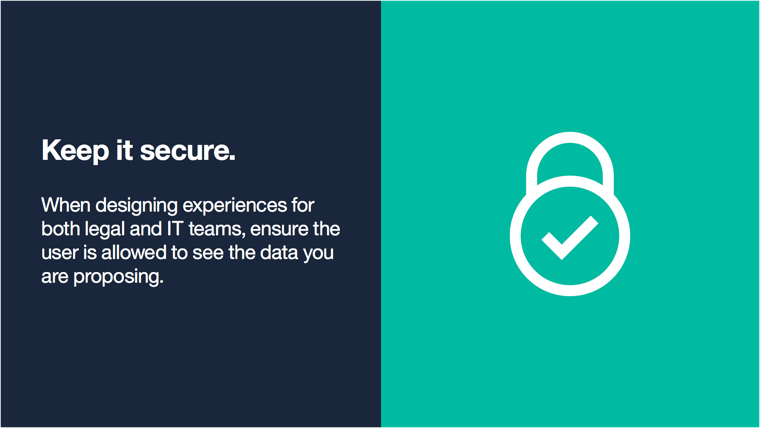 Keep it secure.
When designing experiences for
both legal and IT teams, ensure the
user is allowed to see the data you
are proposing.